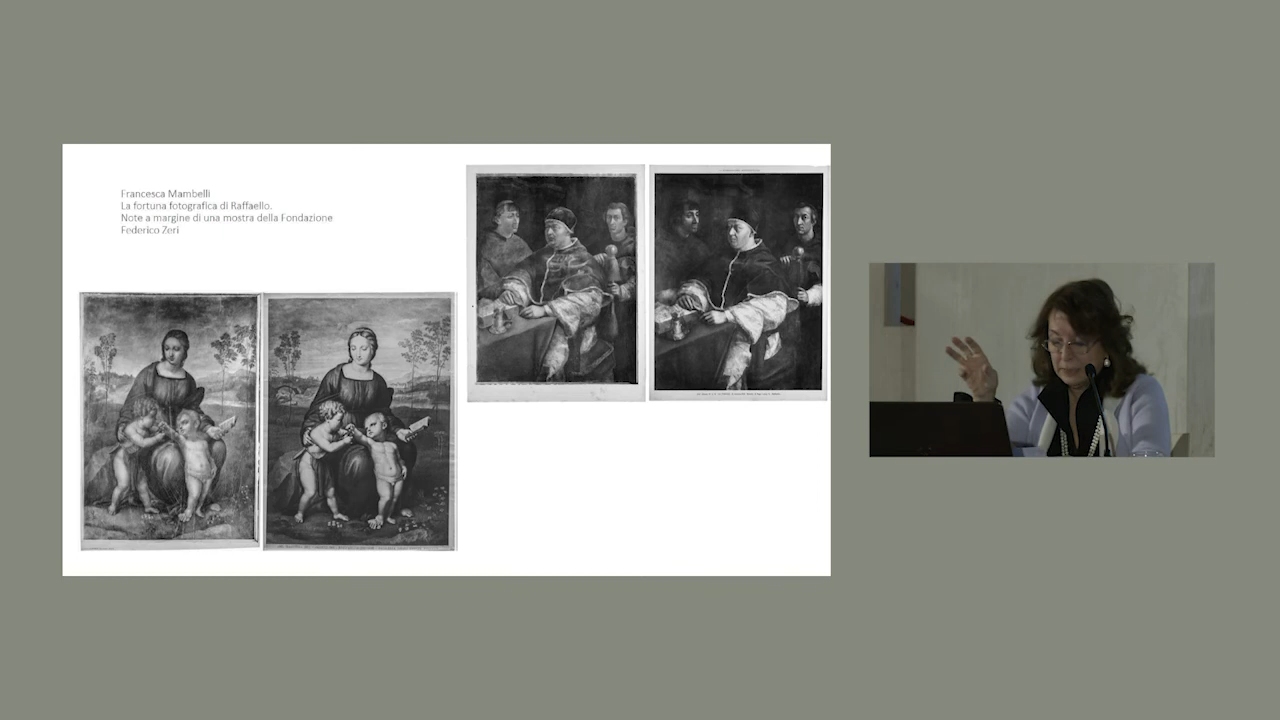 Francesca Mambelli
La fortuna fotografica di Raffaello.
Note a margine di una mostra della Fondazione
Federico Zeri